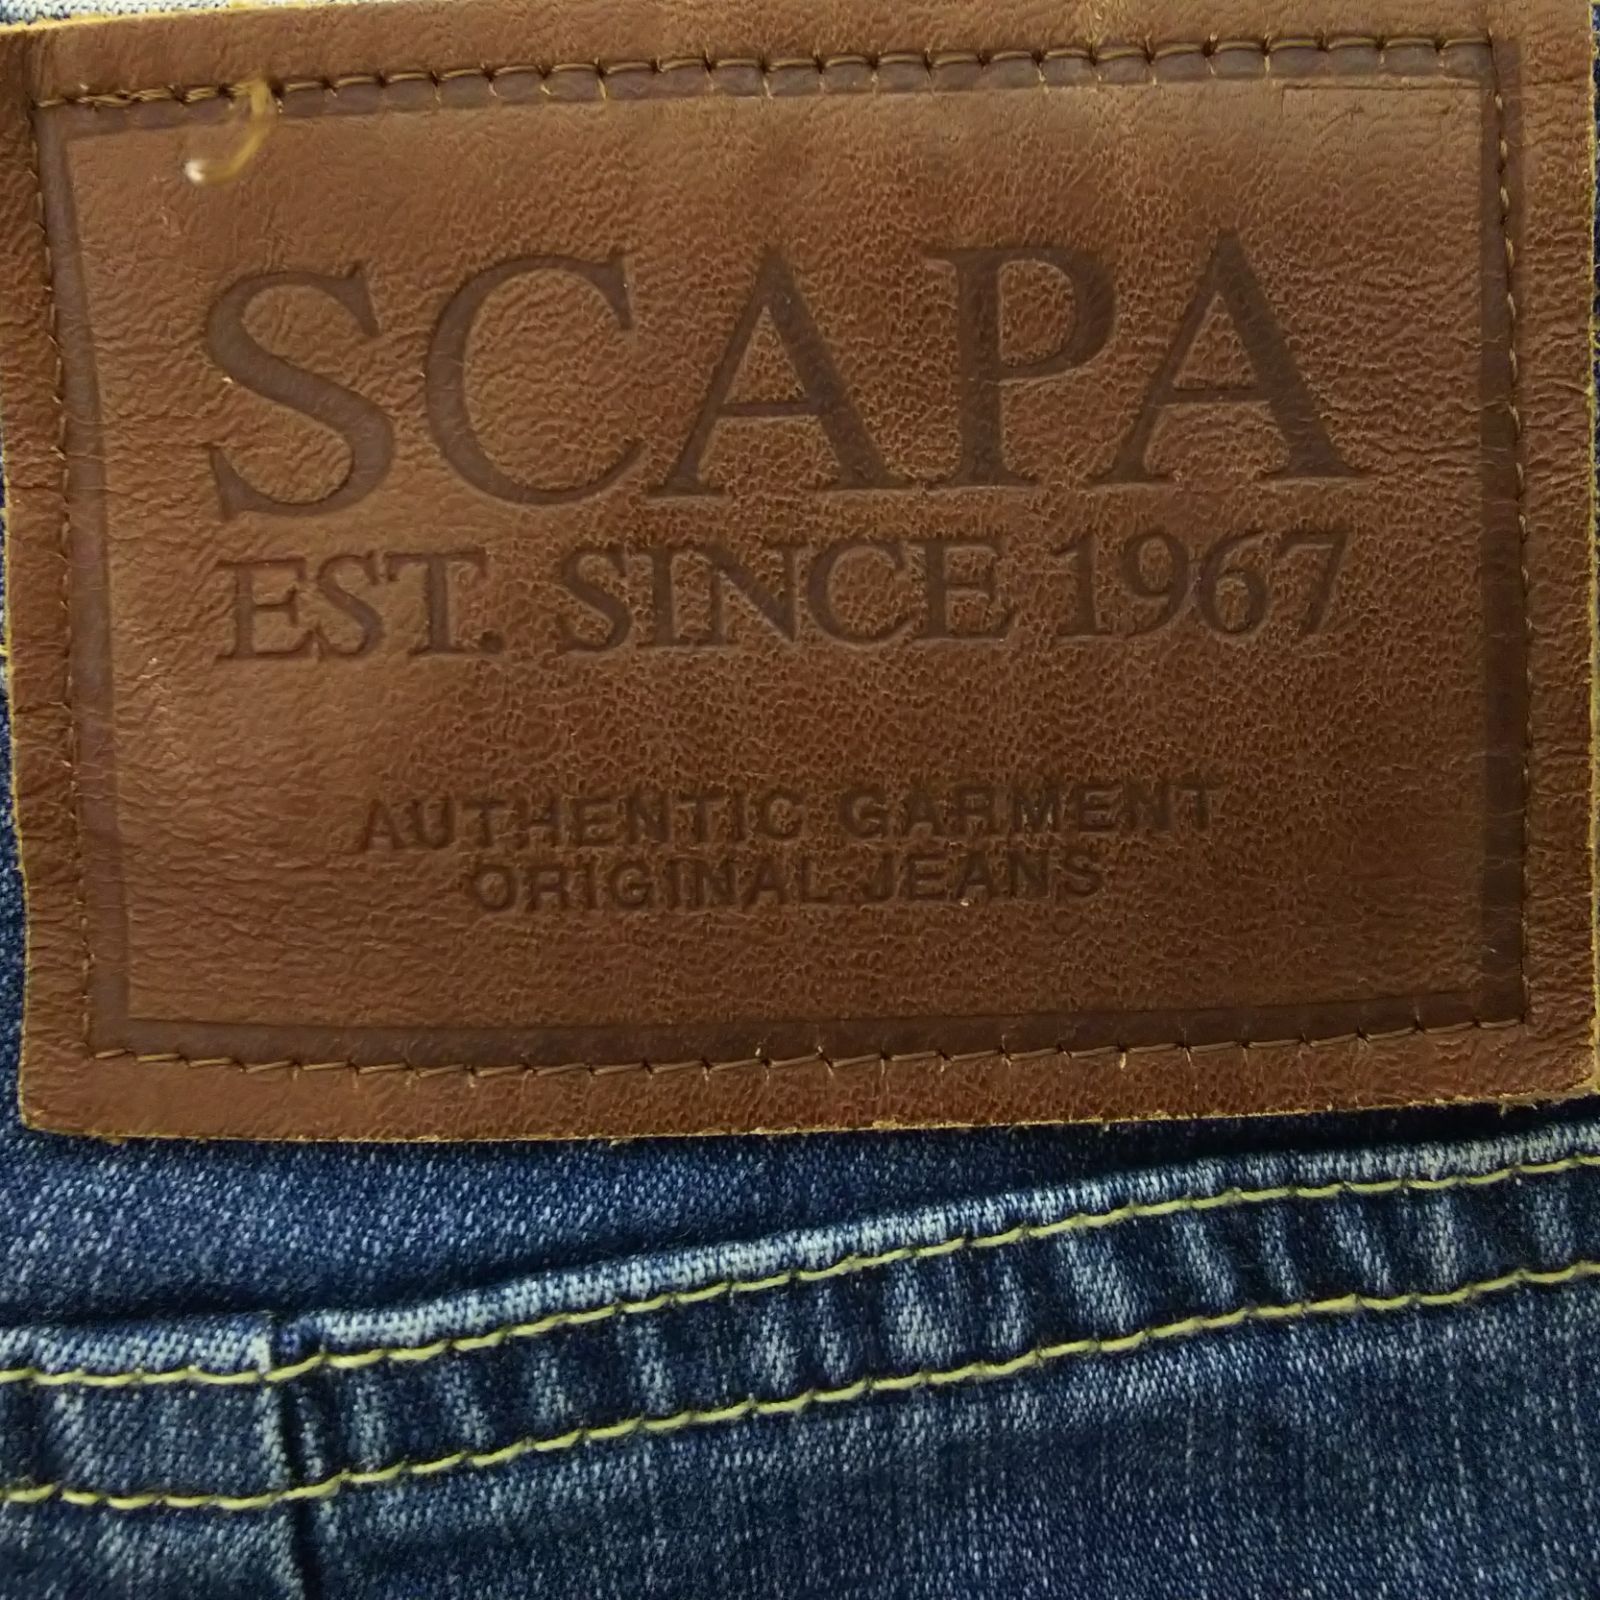 SCAPA
EST. SINCE 1967
AUTHENTIC GARMENT
ORIGINAL JEANS